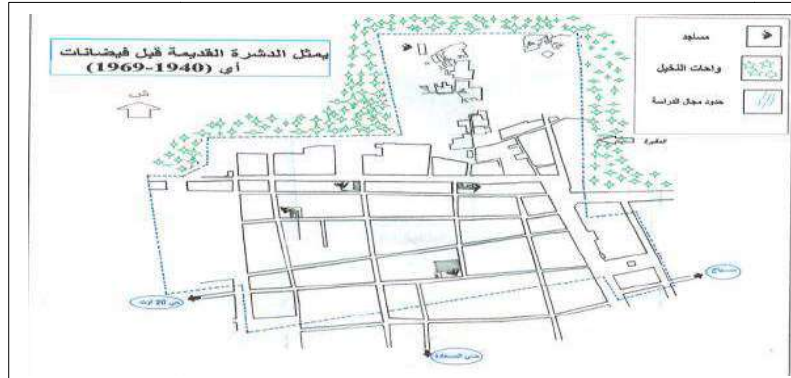 يمثل الدشرة القديمة قبل فيضانات
أي (1940-1969)
ش
مساجد
واحات النخيل
حدود مجال الدراسة
المقبرة
حي 20 أوت
حي السعادة